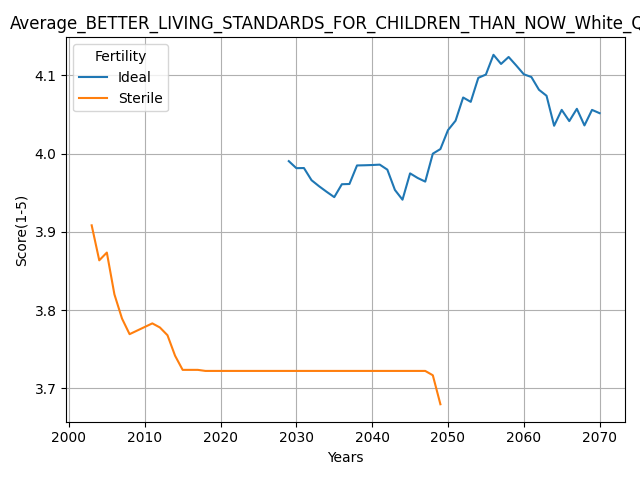 Average_BETTER_LIVING_STANDARDS_FOR_CHILDREN_THAN_NOW_White_Q
Fertility
Ideal
Sterile
Score(1-5)
4.1
4.0
3.9
3.8
3.7
2000 2010 2020 2030 2040 2050 2060 2070
Years